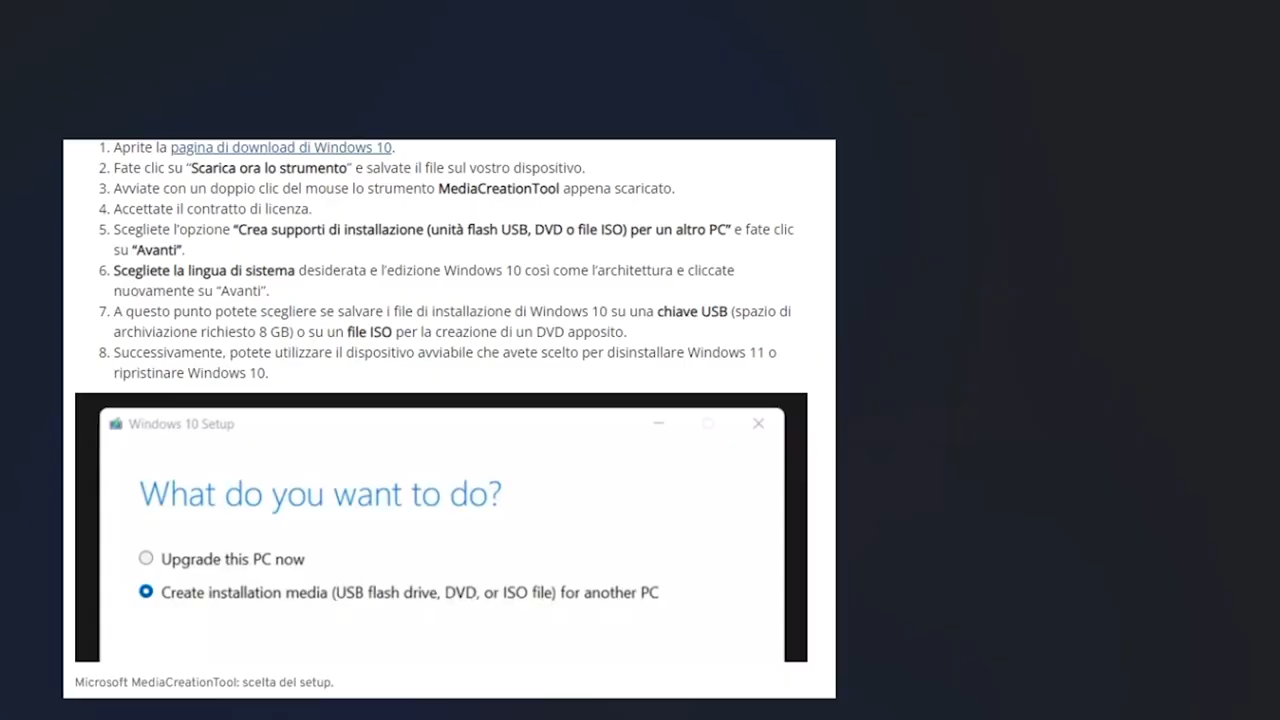 1. Aprite la pagina di download di Windows 10.
2. Fate clic su “Scarica ora lo strumento” e salvate il file sul vostro dispositivo.
3. Avviate con un doppio clic del mouse lo strumento MediaCreationTool appena scaricato.
4. Accettate il contratto di licenza.
5. Scegliete l’opzione “Crea supporti di installazione (unità flash USB, DVD o file ISO) per un altro PC” e fate clic
su “Avanti”.
6. Scegliete la lingua di sistema desiderata e l’edizione Windows 10 così come l’architettura e cliccate
nuovamente su “Avanti”.
7. A questo punto potete scegliere se salvare i file di installazione di Windows 10 su una chiave USB (spazio di
archiviazione richiesto 8 GB) o su un file ISO per la creazione di un DVD apposito.
8. Successivamente, potete utilizzare il dispositivo avviabile che avete scelto per disinstallare Windows 11 o
ripristinare Windows 10.
Windows 10 Setup
What do you want to do?
Upgrade this PC now
Create installation media (USB flash drive, DVD, or ISO file) for another PC
Microsoft MediaCreationTool: scelta del setup.